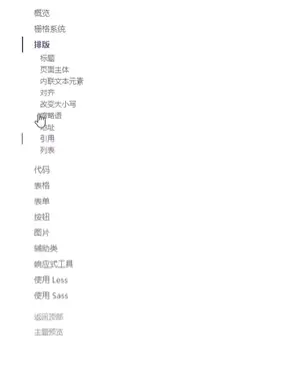 概览
栅格系统
排版
标题
页面主体
内联文本元素
对齐
改变大小写
缩略语
地址
引用
列表
代码
表格
表单
按钮
图片
辅助类
响应式工具
使用 Less
使用 Sass
返回顶部
主题预览